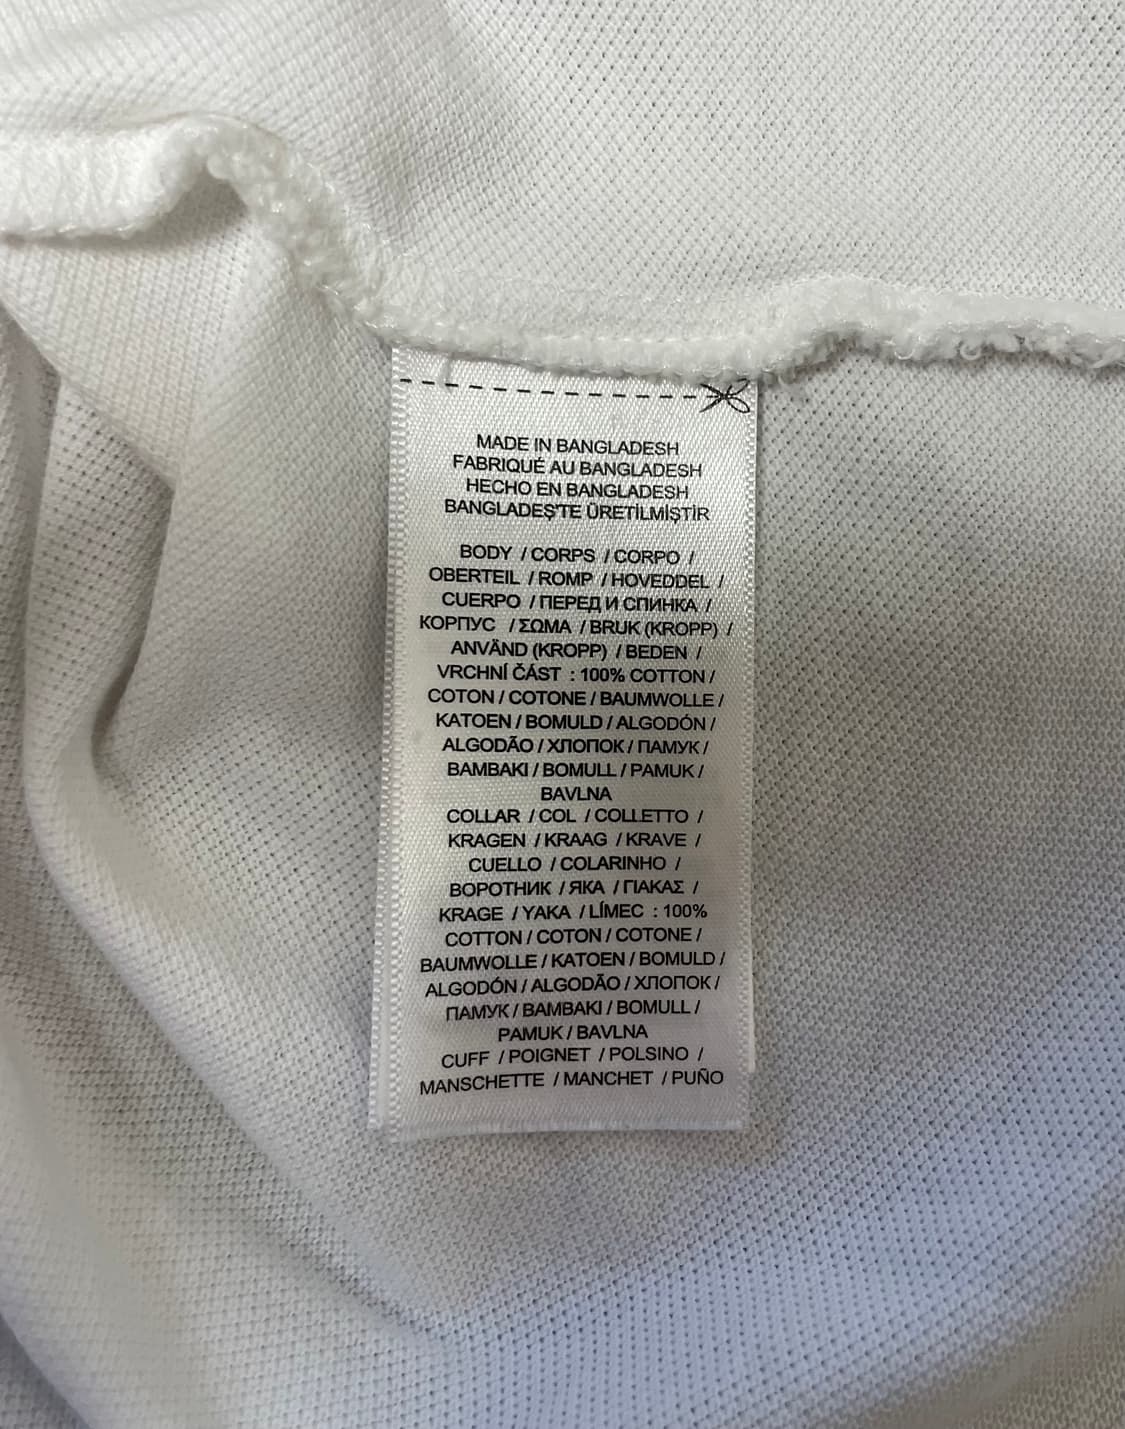 MADE IN BANGLADESH
FABRIQUÉ AU BANGLADESH
HECHO EN BANGLADESH
BANGLADEŞ'TE ÜRETİLMİŞTİR
BODY / CORPS / CORPO /
OBERTEIL / ROMP / HOVEDDEL /
CUERPO / ПЕРЕД И СПИНКА /
КОРПУС / ΣΩΜΑ / BRUK (KROPP) /
ANVÄND (KROPP) / BEDEN /
VRCHNÍ ČÁST : 100% COTTON /
COTON / COTONE / BAUMWOLLE /
KATOEN / BOMULD / ALGODÓN /
ALGODÃO / ХЛОПОК / ПАМУК /
BAMBAKI / BOMULL / PAMUK /
BAVLNA
COLLAR / COL / COLLETTO /
KRAGEN / KRAAG / KRAVE /
CUELLO / COLARINHO /
ВОРОТНИК / ЯКА / ΓΙΑΚΑΣ /
KRAGE / YAKA / LÍMEC : 100%
COTTON / COTON / COTONE /
BAUMWOLLE / KATOEN / BOMULD /
ALGODÓN / ALGODÃO / ХЛОПОК /
ПАМУК / BAMBAKI / BOMULL /
PAMUK / BAVLNA
CUFF / POIGNET / POLSINO /
MANSCHETTE / MANCHET / PUÑO